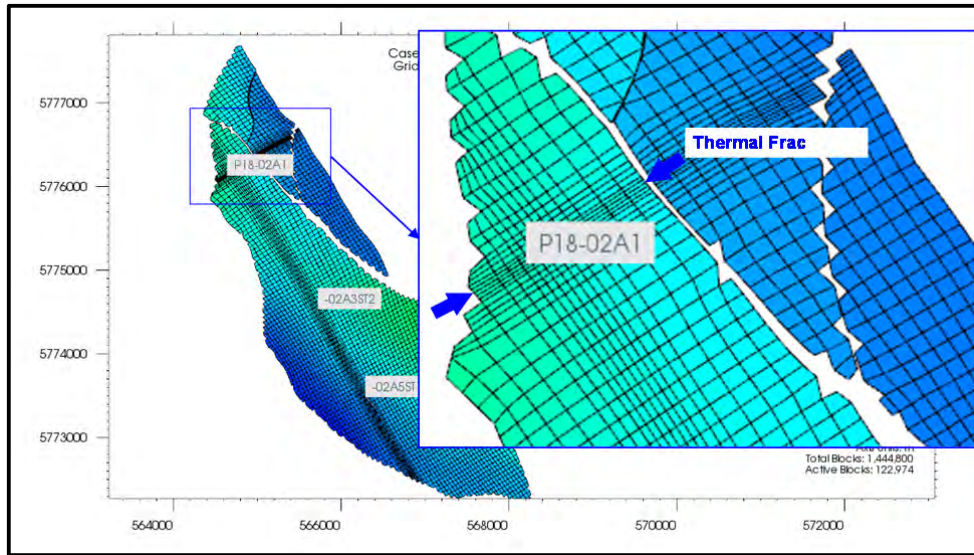 Case
Grid
5777000
5776000
5775000
5774000
5773000
P18-02A1
-02A3ST2
-02A5ST
Thermal Frac
P18-02A1
Total Blocks: 1,444,800
Active Blocks: 122,974
564000
566000
568000
570000
572000